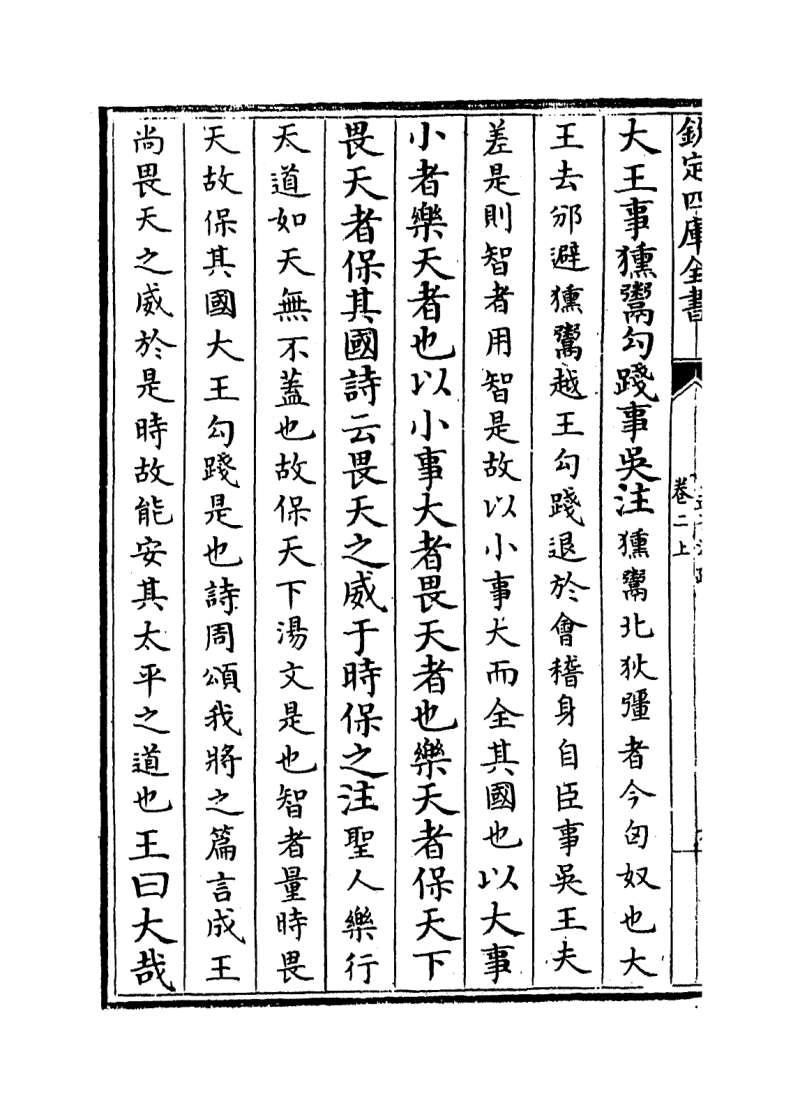 欽定四庫全書
卷二上
大王事獯鬻勾踐事吳注獯鬻北狄彊者今匈奴也大
王去邠避獯鬻越王勾踐退於會稽身自臣事吳王夫
差是則智者用智是故以小事大而全其國也以大事
小者樂天者也以小事大者畏天者也樂天者保天下
畏天者保其國詩云畏天之威于時保之注聖人樂行
天道如天無不蓋也故保天下湯文是也智者量時畏
天故保其國大王勾踐是也詩周頌我將之篇言成王
尚畏天之威於是時故能安其太平之道也王曰大哉